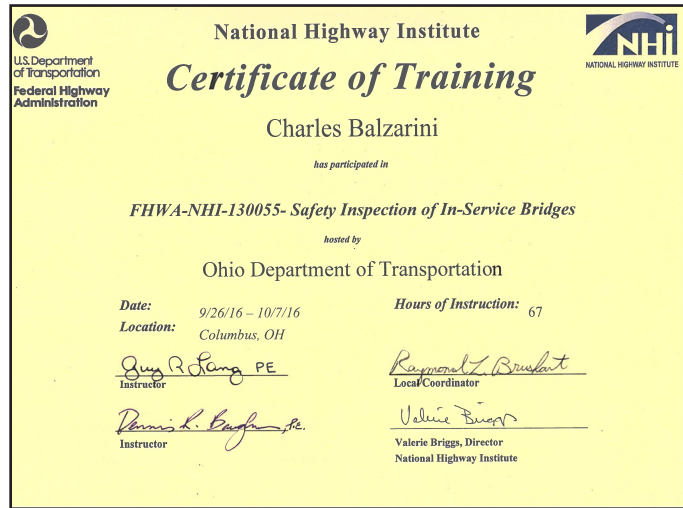 U.S. Department
of Transportation
Federal Highway
Administration
National Highway Institute
NHi
NATIONAL HIGHWAY INSTITUTE
Certificate of Training
Charles Balzarini
has participated in
FHWA-NHI-130055- Safety Inspection of In-Service Bridges
hosted by
Ohio Department of Transportation
Date: 9/26/16 – 10/7/16 Hours of Instruction: 67
Location: Columbus, OH
Guy R Lang PE
Instructor
Raymond L. Brushart
Local Coordinator
Dennis R. , P.E.
Instructor
Valerie Briggs
Valerie Briggs, Director
National Highway Institute